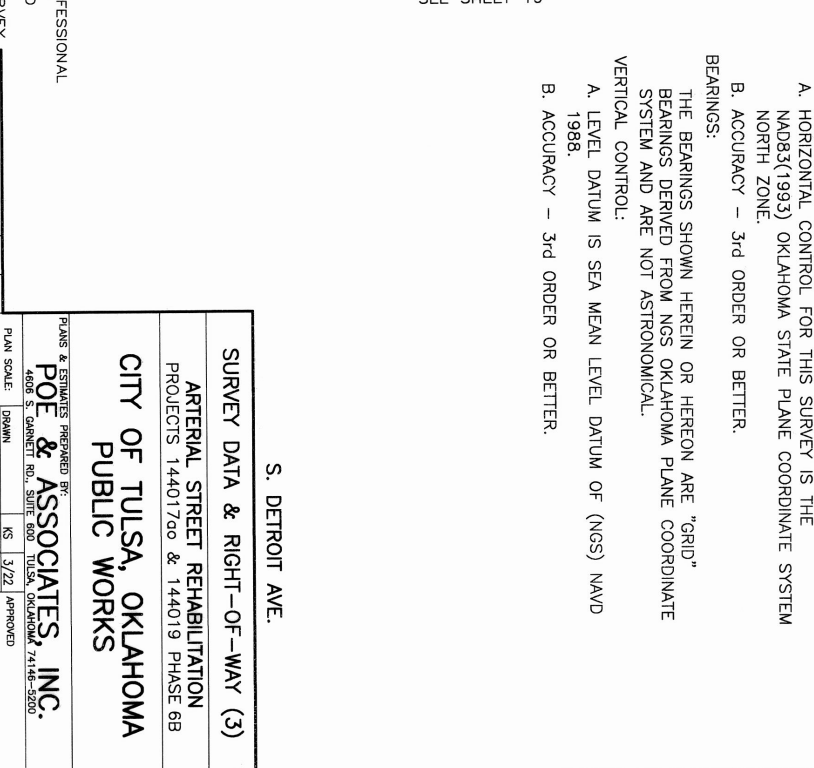 A. HORIZONTAL CONTROL FOR THIS SURVEY IS THE
NAD83(1993) OKLAHOMA STATE PLANE COORDINATE SYSTEM
NORTH ZONE.
B. ACCURACY – 3rd ORDER OR BETTER.
BEARINGS:
THE BEARINGS SHOWN HEREIN OR HEREON ARE "GRID"
BEARINGS DERIVED FROM NGS OKLAHOMA PLANE COORDINATE
SYSTEM AND ARE NOT ASTRONOMICAL.
VERTICAL CONTROL:
A. LEVEL DATUM IS SEA MEAN LEVEL DATUM OF (NGS) NAVD
1988.
B. ACCURACY – 3rd ORDER OR BETTER.
S. DETROIT AVE.
SURVEY DATA & RIGHT-OF-WAY (3)
ARTERIAL STREET REHABILITATION
PROJECTS 144017ao & 144019 PHASE 6B
CITY OF TULSA, OKLAHOMA
PUBLIC WORKS
PLANS & ESTIMATES PREPARED BY:
POE & ASSOCIATES, INC.
4606 S. GARNETT RD., SUITE 600 TULSA, OKLAHOMA 74146-5200
PLAN SCALE: DRAWN KS 3/22 APPROVED
FESSIONAL